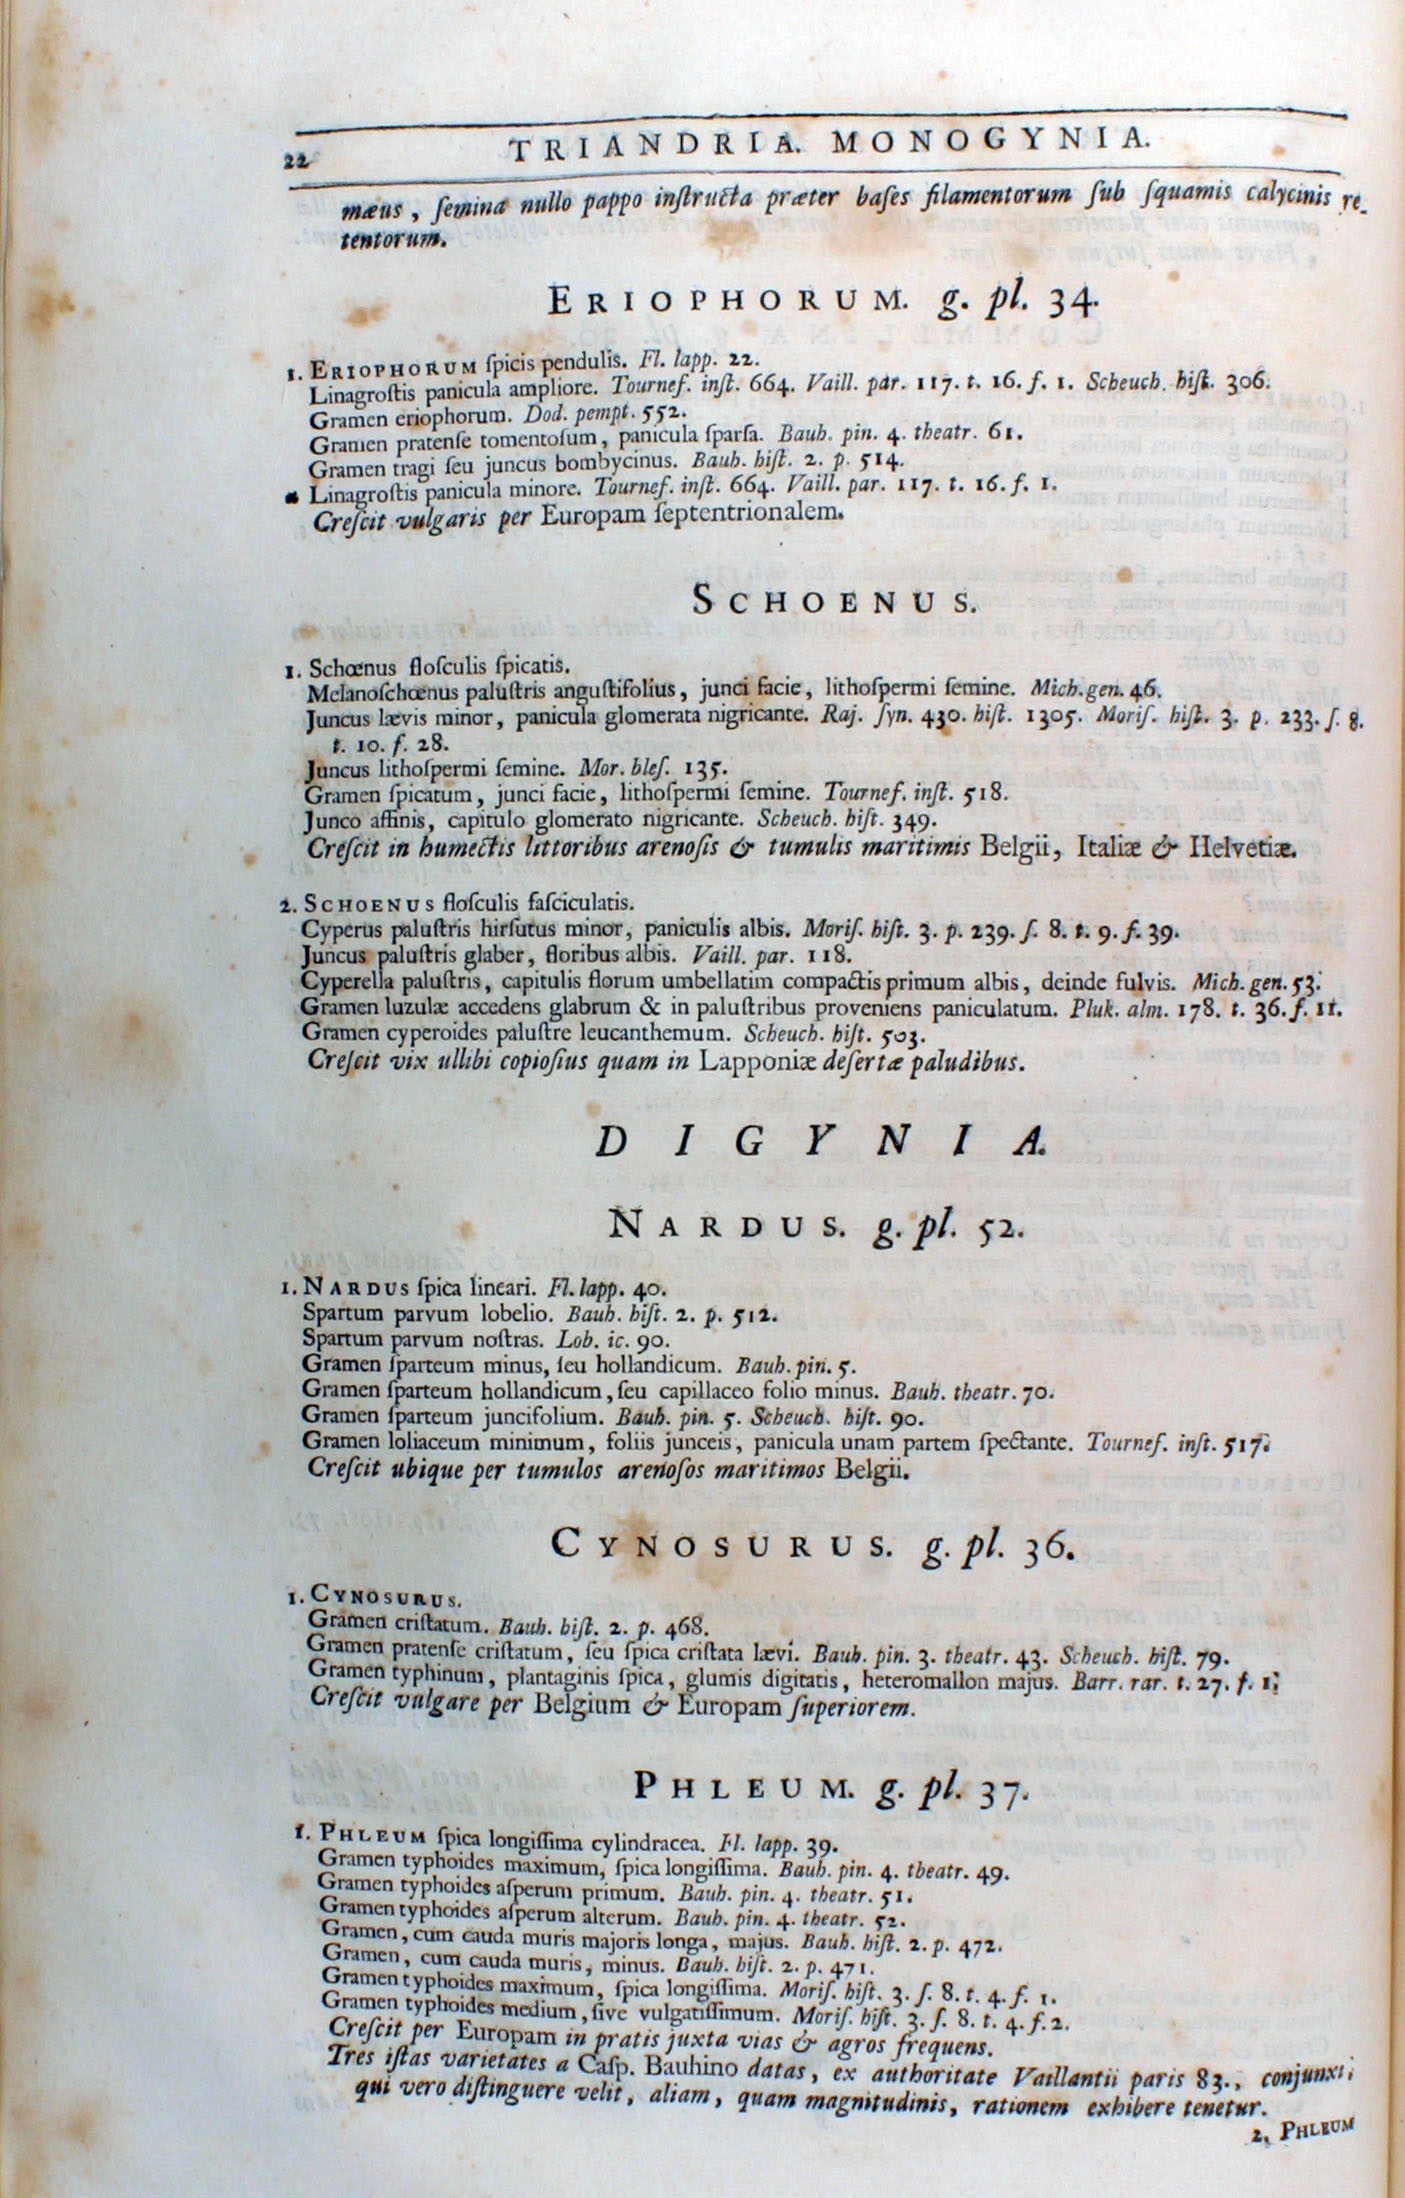 22 TRIANDRIA. MONOGYNIA.
mæus, ſemina nullo pappo inſtructa præter baſes filamentorum ſub ſquamis calycinis re-
tentorum.
ERIOPHORUM. g. pl. 34.
1. ERIOPHORUM ſpicis pendulis. Fl. lapp. 22.
Linagroſtis panicula ampliore. Tournef. inſt. 664. Vaill. par. 117. t. 16. f. 1. Scheuch. hiſt. 306.
Gramen eriophorum. Dod. pempt. 552.
Gramen pratenſe tomentoſum, panicula ſparſa. Bauh. pin. 4. theatr. 61.
Gramen tragi ſeu juncus bombycinus. Bauh. hiſt. 2. p. 514.
Linagroſtis panicula minore. Tournef. inſt. 664. Vaill. par. 117. t. 16. f. 1.
Creſcit vulgaris per Europam ſeptentrionalem.
SCHOENUS.
1. Schœnus floſculis ſpicatis.
Melanoſchœnus paluſtris anguſtifolius, junci facie, lithoſpermi ſemine. Mich. gen. 46.
Juncus lævis minor, panicula glomerata nigricante. Raj. ſyn. 430. hiſt. 1305. Moriſ. hiſt. 3. p. 233. ſ. 8.
t. 10. f. 28.
Juncus lithoſpermi ſemine. Mor. bleſ. 135.
Gramen ſpicatum, junci facie, lithoſpermi ſemine. Tournef. inſt. 518.
Junco affinis, capitulo glomerato nigricante. Scheuch. hiſt. 349.
Creſcit in humectis littoribus arenoſis & tumulis maritimis Belgii, Italiæ & Helvetiæ.
2. SCHOENUS floſculis faſciculatis.
Cyperus paluſtris hirſutus minor, paniculis albis. Moriſ. hiſt. 3. p. 239. ſ. 8. t. 9. f. 39.
Juncus paluſtris glaber, floribus albis. Vaill. par. 118.
Cyperella paluſtris, capitulis florum umbellatim compactis primum albis, deinde fulvis. Mich. gen. 53.
Gramen luzulæ accedens glabrum & in paluſtribus proveniens paniculatum. Pluk. alm. 178. t. 36. f. 11.
Gramen cyperoides paluſtre leucanthemum. Scheuch. hiſt. 503.
Creſcit vix ullibi copioſius quam in Lapponiæ deſertæ paludibus.
DIGYNIA.
NARDUS. g. pl. 52.
1. NARDUS ſpica lineari. Fl. lapp. 40.
Spartum parvum lobelio. Bauh. hiſt. 2. p. 512.
Spartum parvum noſtras. Lob. ic. 90.
Gramen ſparteum minus, ſeu hollandicum. Bauh. pin. 5.
Gramen ſparteum hollandicum, ſeu capillaceo folio minus. Bauh. theatr. 70.
Gramen ſparteum juncifolium. Bauh. pin. 5. Scheuch. hiſt. 90.
Gramen loliaceum minimum, foliis junceis, panicula unam partem ſpectante. Tournef. inſt. 517.
Creſcit ubique per tumulos arenoſos maritimos Belgii.
CYNOSURUS. g. pl. 36.
1. CYNOSURUS.
Gramen criſtatum. Bauh. hiſt. 2. p. 468.
Gramen pratenſe criſtatum, ſeu ſpica criſtata lævi. Bauh. pin. 3. theatr. 43. Scheuch. hiſt. 79.
Gramen typhinum, plantaginis ſpica, glumis digitatis, heteromallon majus. Barr. rar. t. 27. f. 1.
Creſcit vulgare per Belgium & Europam ſuperiorem.
PHLEUM. g. pl. 37.
1. PHLEUM ſpica longiſſima cylindracea. Fl. lapp. 39.
Gramen typhoides maximum, ſpica longiſſima. Bauh. pin. 4. theatr. 49.
Gramen typhoides aſperum primum. Bauh. pin. 4. theatr. 51.
Gramen typhoides aſperum alterum. Bauh. pin. 4. theatr. 52.
Gramen, cum cauda muris majoris longa, majus. Bauh. hiſt. 2. p. 472.
Gramen, cum cauda muris, minus. Bauh. hiſt. 2. p. 471.
Gramen typhoides maximum, ſpica longiſſima. Moriſ. hiſt. 3. ſ. 8. t. 4. f. 1.
Gramen typhoides medium, ſive vulgatiſſimum. Moriſ. hiſt. 3. ſ. 8. t. 4. f. 2.
Creſcit per Europam in pratis juxta vias & agros frequens.
Tres iſtas varietates a Caſp. Bauhino datas, ex authoritate Vaillantii paris 83., conjunxi;
qui vero diſtinguere velit, aliam, quam magnitudinis, rationem exhibere tenetur.
2. PHLEUM